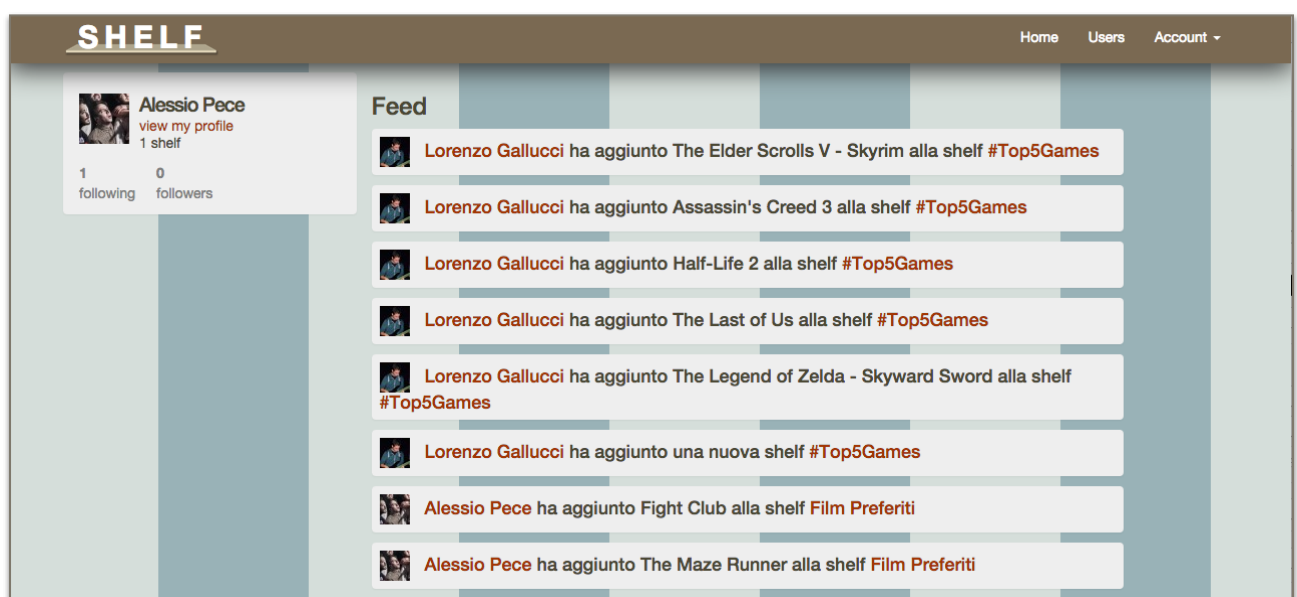 SHELF
Home Users Account
Alessio Pece
view my profile
1 shelf
1 0
following followers
Feed
Lorenzo Gallucci ha aggiunto The Elder Scrolls V - Skyrim alla shelf #Top5Games
Lorenzo Gallucci ha aggiunto Assassin's Creed 3 alla shelf #Top5Games
Lorenzo Gallucci ha aggiunto Half-Life 2 alla shelf #Top5Games
Lorenzo Gallucci ha aggiunto The Last of Us alla shelf #Top5Games
Lorenzo Gallucci ha aggiunto The Legend of Zelda - Skyward Sword alla shelf
#Top5Games
Lorenzo Gallucci ha aggiunto una nuova shelf #Top5Games
Alessio Pece ha aggiunto Fight Club alla shelf Film Preferiti
Alessio Pece ha aggiunto The Maze Runner alla shelf Film Preferiti